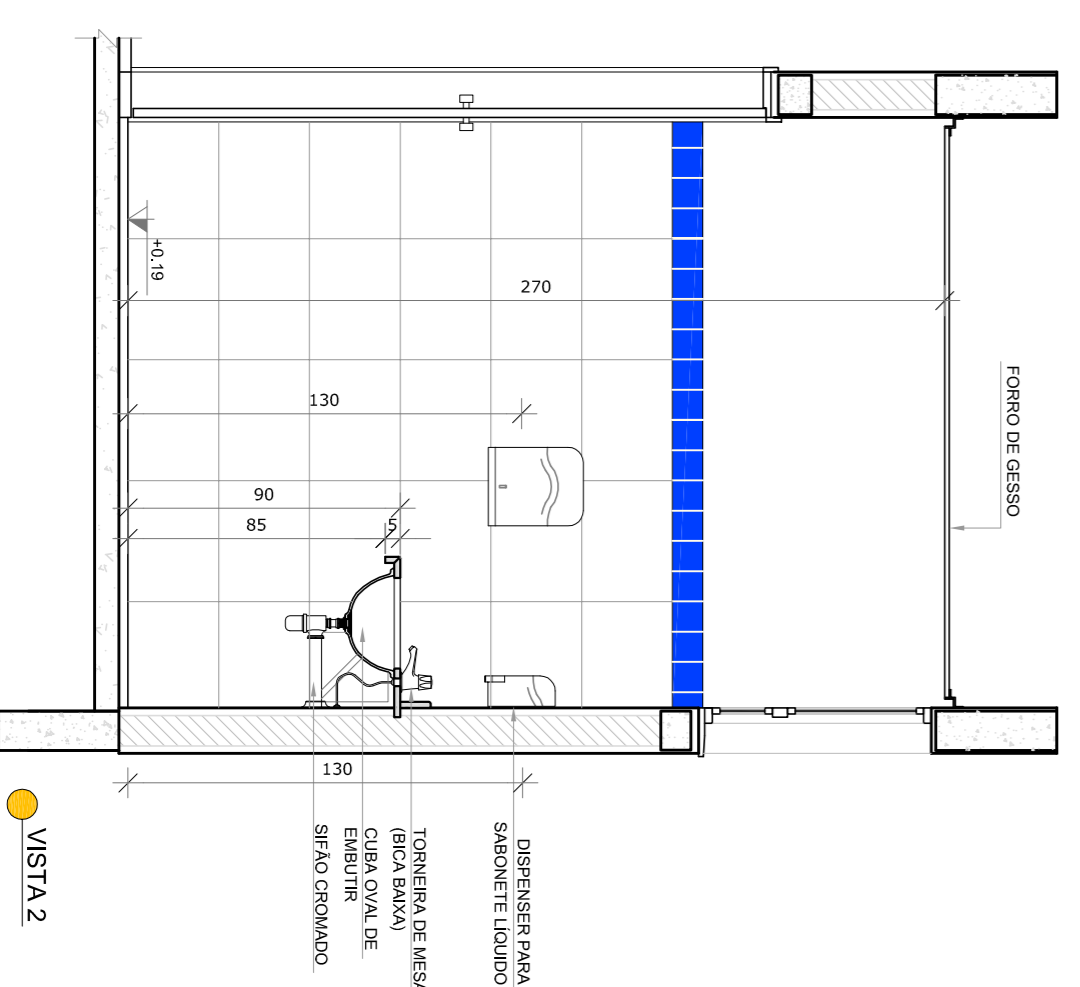 +0.19
270
FORRO DE GESSO
130
90
85
5
130
DISPENSER PARA
SABONETE LÍQUIDO
TORNEIRA DE MESA
(BICA BAIXA)
CUBA OVAL DE
EMBUTIR
SIFÃO CROMADO
VISTA 2